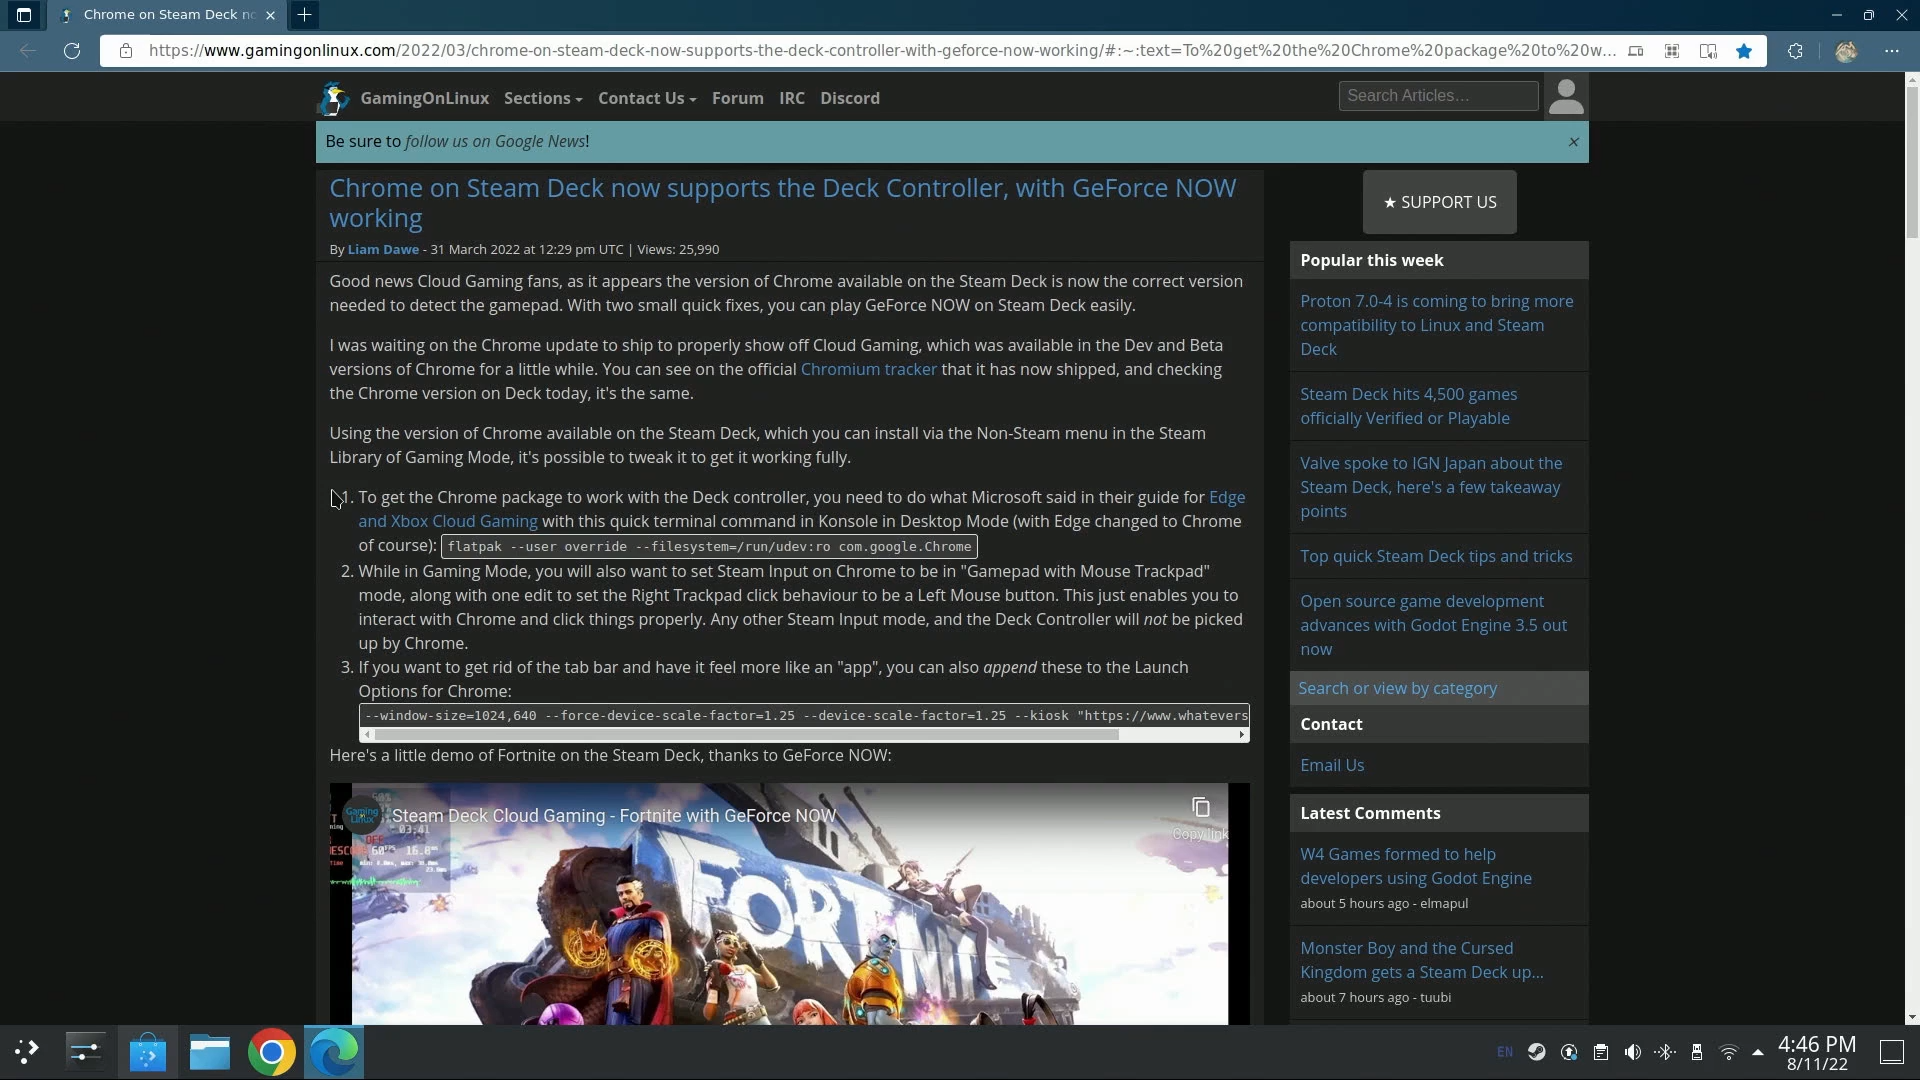 Chrome on Steam Deck no
https://www.gamingonlinux.com/2022/03/chrome-on-steam-deck-now-supports-the-deck-controller-with-geforce-now-working/#:~:text=To%20get%20the%20Chrome%20package%20to%20w...
GamingOnLinux Sections Contact Us Forum IRC Discord
Search Articles...
Be sure to follow us on Google News!
Chrome on Steam Deck now supports the Deck Controller, with GeForce NOW
working
By Liam Dawe - 31 March 2022 at 12:29 pm UTC | Views: 25,990
Good news Cloud Gaming fans, as it appears the version of Chrome available on the Steam Deck is now the correct version
needed to detect the gamepad. With two small quick fixes, you can play GeForce NOW on Steam Deck easily.
I was waiting on the Chrome update to ship to properly show off Cloud Gaming, which was available in the Dev and Beta
versions of Chrome for a little while. You can see on the official Chromium tracker that it has now shipped, and checking
the Chrome version on Deck today, it's the same.
Using the version of Chrome available on the Steam Deck, which you can install via the Non-Steam menu in the Steam
Library of Gaming Mode, it's possible to tweak it to get it working fully.
1. To get the Chrome package to work with the Deck controller, you need to do what Microsoft said in their guide for Edge
and Xbox Cloud Gaming with this quick terminal command in Konsole in Desktop Mode (with Edge changed to Chrome
of course): flatpak --user override --filesystem=/run/udev:ro com.google.Chrome
2. While in Gaming Mode, you will also want to set Steam Input on Chrome to be in "Gamepad with Mouse Trackpad"
mode, along with one edit to set the Right Trackpad click behaviour to be a Left Mouse button. This just enables you to
interact with Chrome and click things properly. Any other Steam Input mode, and the Deck Controller will not be picked
up by Chrome.
3. If you want to get rid of the tab bar and have it feel more like an "app", you can also append these to the Launch
Options for Chrome:
--window-size=1024,640 --force-device-scale-factor=1.25 --device-scale-factor=1.25 --kiosk "https://www.whatevers
Here's a little demo of Fortnite on the Steam Deck, thanks to GeForce NOW:
Steam Deck Cloud Gaming - Fortnite with GeForce NOW
Copy link
FORTNITE
★ SUPPORT US
Popular this week
Proton 7.0-4 is coming to bring more
compatibility to Linux and Steam
Deck
Steam Deck hits 4,500 games
officially Verified or Playable
Valve spoke to IGN Japan about the
Steam Deck, here's a few takeaway
points
Top quick Steam Deck tips and tricks
Open source game development
advances with Godot Engine 3.5 out
now
Search or view by category
Contact
Email Us
Latest Comments
W4 Games formed to help
developers using Godot Engine
about 5 hours ago - elmapul
Monster Boy and the Cursed
Kingdom gets a Steam Deck up...
about 7 hours ago - tuubi
EN
4:46 PM
8/11/22